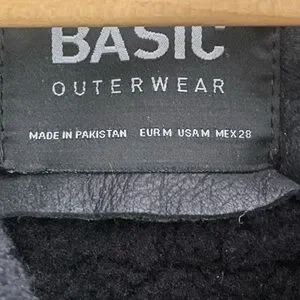 BASIC
OUTERWEAR
MADE IN PAKISTAN EUR M USA M MEX 28